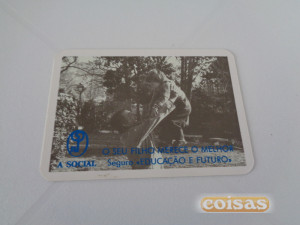 O SEU FILHO MERECE O MELHOR
A SOCIAL
Seguro «EDUCAÇÃO E FUTURO»
coisas